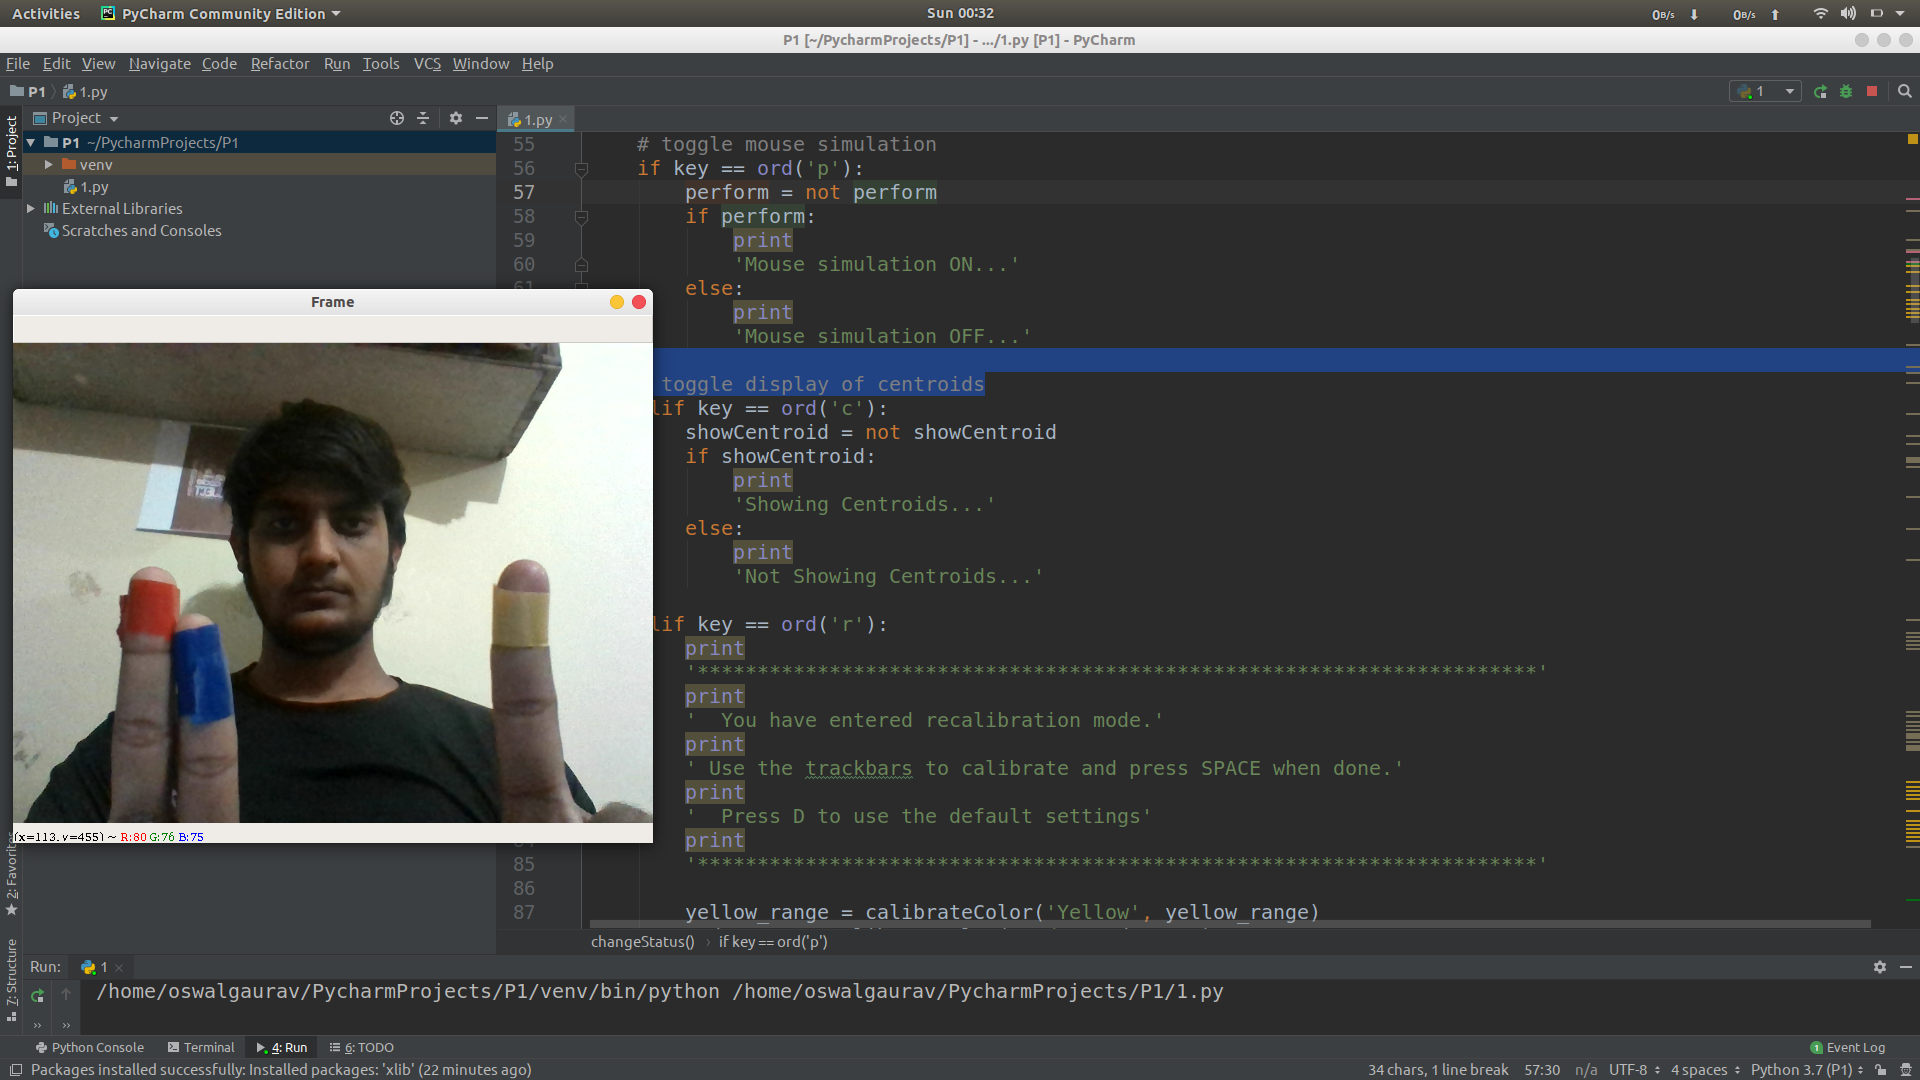 Activities PyCharm Community Edition Sun 00:32 0B/s 0B/s
P1 [~/PycharmProjects/P1] - .../1.py [P1] - PyCharm
File Edit View Navigate Code Refactor Run Tools VCS Window Help
P1 1.py 1
Project 1.py
P1 ~/PycharmProjects/P1
venv
1.py
External Libraries
Scratches and Consoles
1: Project
55 # toggle mouse simulation
56 if key == ord('p'):
57 perform = not perform
58 if perform:
59 print
60 'Mouse simulation ON...'
61 else:
print
'Mouse simulation OFF...'
toggle display of centroids
lif key == ord('c'):
showCentroid = not showCentroid
if showCentroid:
print
'Showing Centroids...'
else:
print
'Not Showing Centroids...'
lif key == ord('r'):
print
'**********************************************************************'
print
'  You have entered recalibration mode.'
print
' Use the trackbars to calibrate and press SPACE when done.'
print
'  Press D to use the default settings'
print
85 '**********************************************************************'
86
87 yellow_range = calibrateColor('Yellow', yellow_range)
Frame
(x=113, y=455) ~ R:80 G:76 B:75
2: Favorites
7: Structure
changeStatus() › if key == ord('p')
Run: 1
/home/oswalgaurav/PycharmProjects/P1/venv/bin/python /home/oswalgaurav/PycharmProjects/P1/1.py
Python Console Terminal 4: Run 6: TODO 1 Event Log
Packages installed successfully: Installed packages: 'xlib' (22 minutes ago) 34 chars, 1 line break 57:30 n/a UTF-8 4 spaces Python 3.7 (P1)